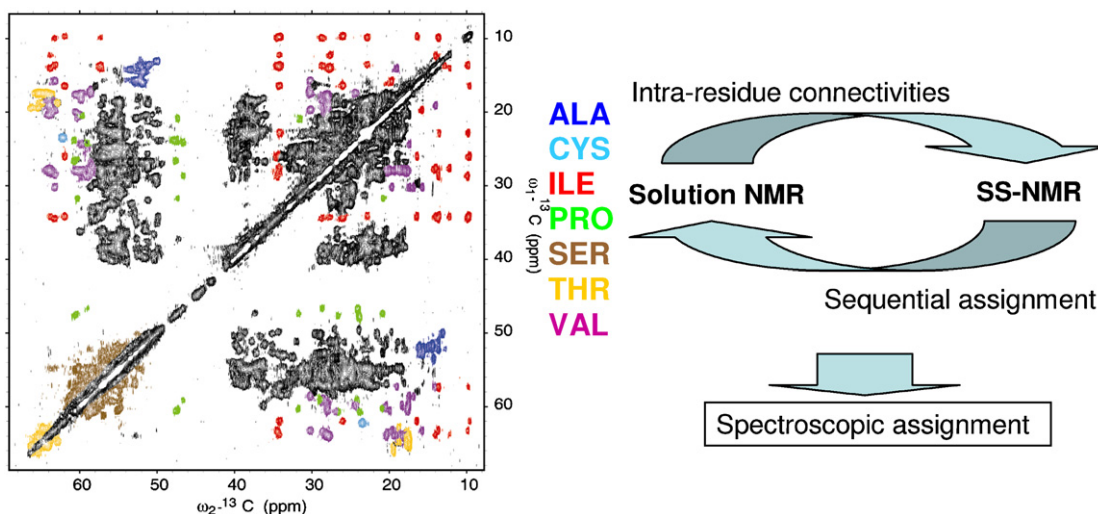 10
20
30
40
50
60
ω₁-¹³C (ppm)
60 50 40 30 20 10
ω₂-¹³ C (ppm)
ALA
CYS
ILE
PRO
SER
THR
VAL
Intra-residue connectivities
Solution NMR SS-NMR
Sequential assignment
Spectroscopic assignment